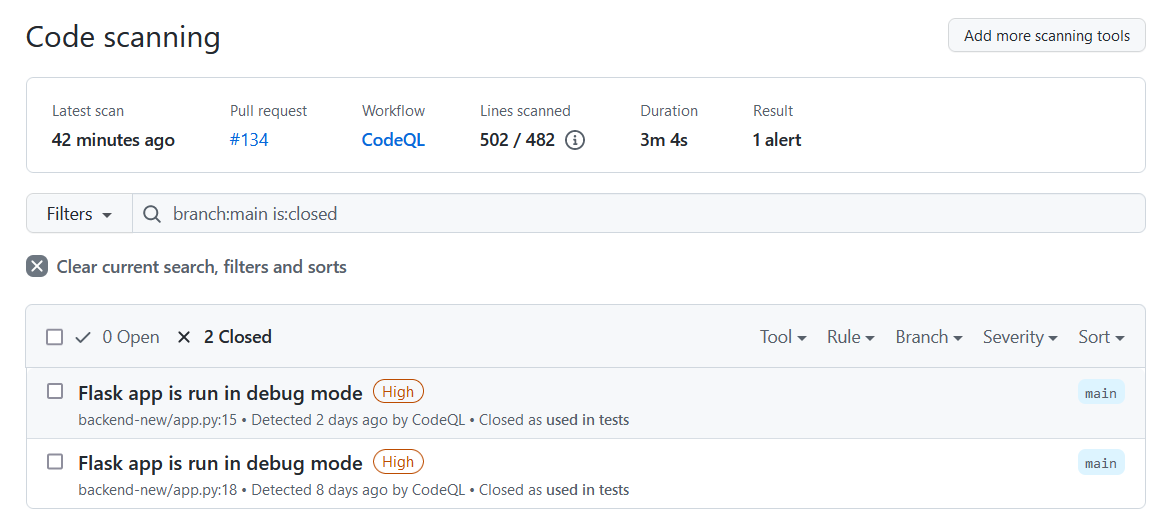 Code scanning
Add more scanning tools
Latest scan Pull request Workflow Lines scanned Duration Result
42 minutes ago #134 CodeQL 502 / 482 3m 4s 1 alert
Filters branch:main is:closed
Clear current search, filters and sorts
0 Open 2 Closed Tool Rule Branch Severity Sort
Flask app is run in debug mode High main
backend-new/app.py:15 • Detected 2 days ago by CodeQL • Closed as used in tests
Flask app is run in debug mode High main
backend-new/app.py:18 • Detected 8 days ago by CodeQL • Closed as used in tests